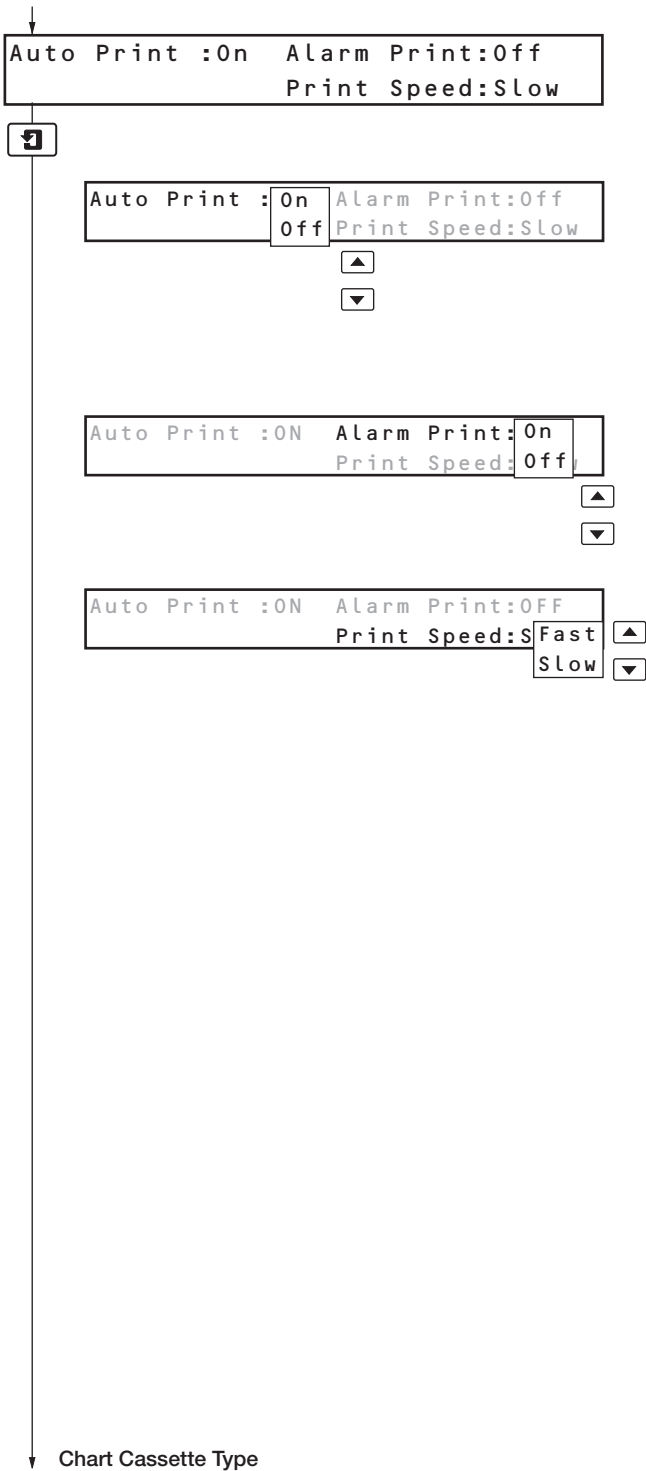 Auto Print :On Alarm Print:Off
Print Speed:Slow
Auto Print : On Alarm Print:Off
Off Print Speed:Slow
Auto Print :ON Alarm Print: On
Print Speed: Off
Auto Print :ON Alarm Print:OFF
Print Speed:S Fast
Slow
Chart Cassette Type